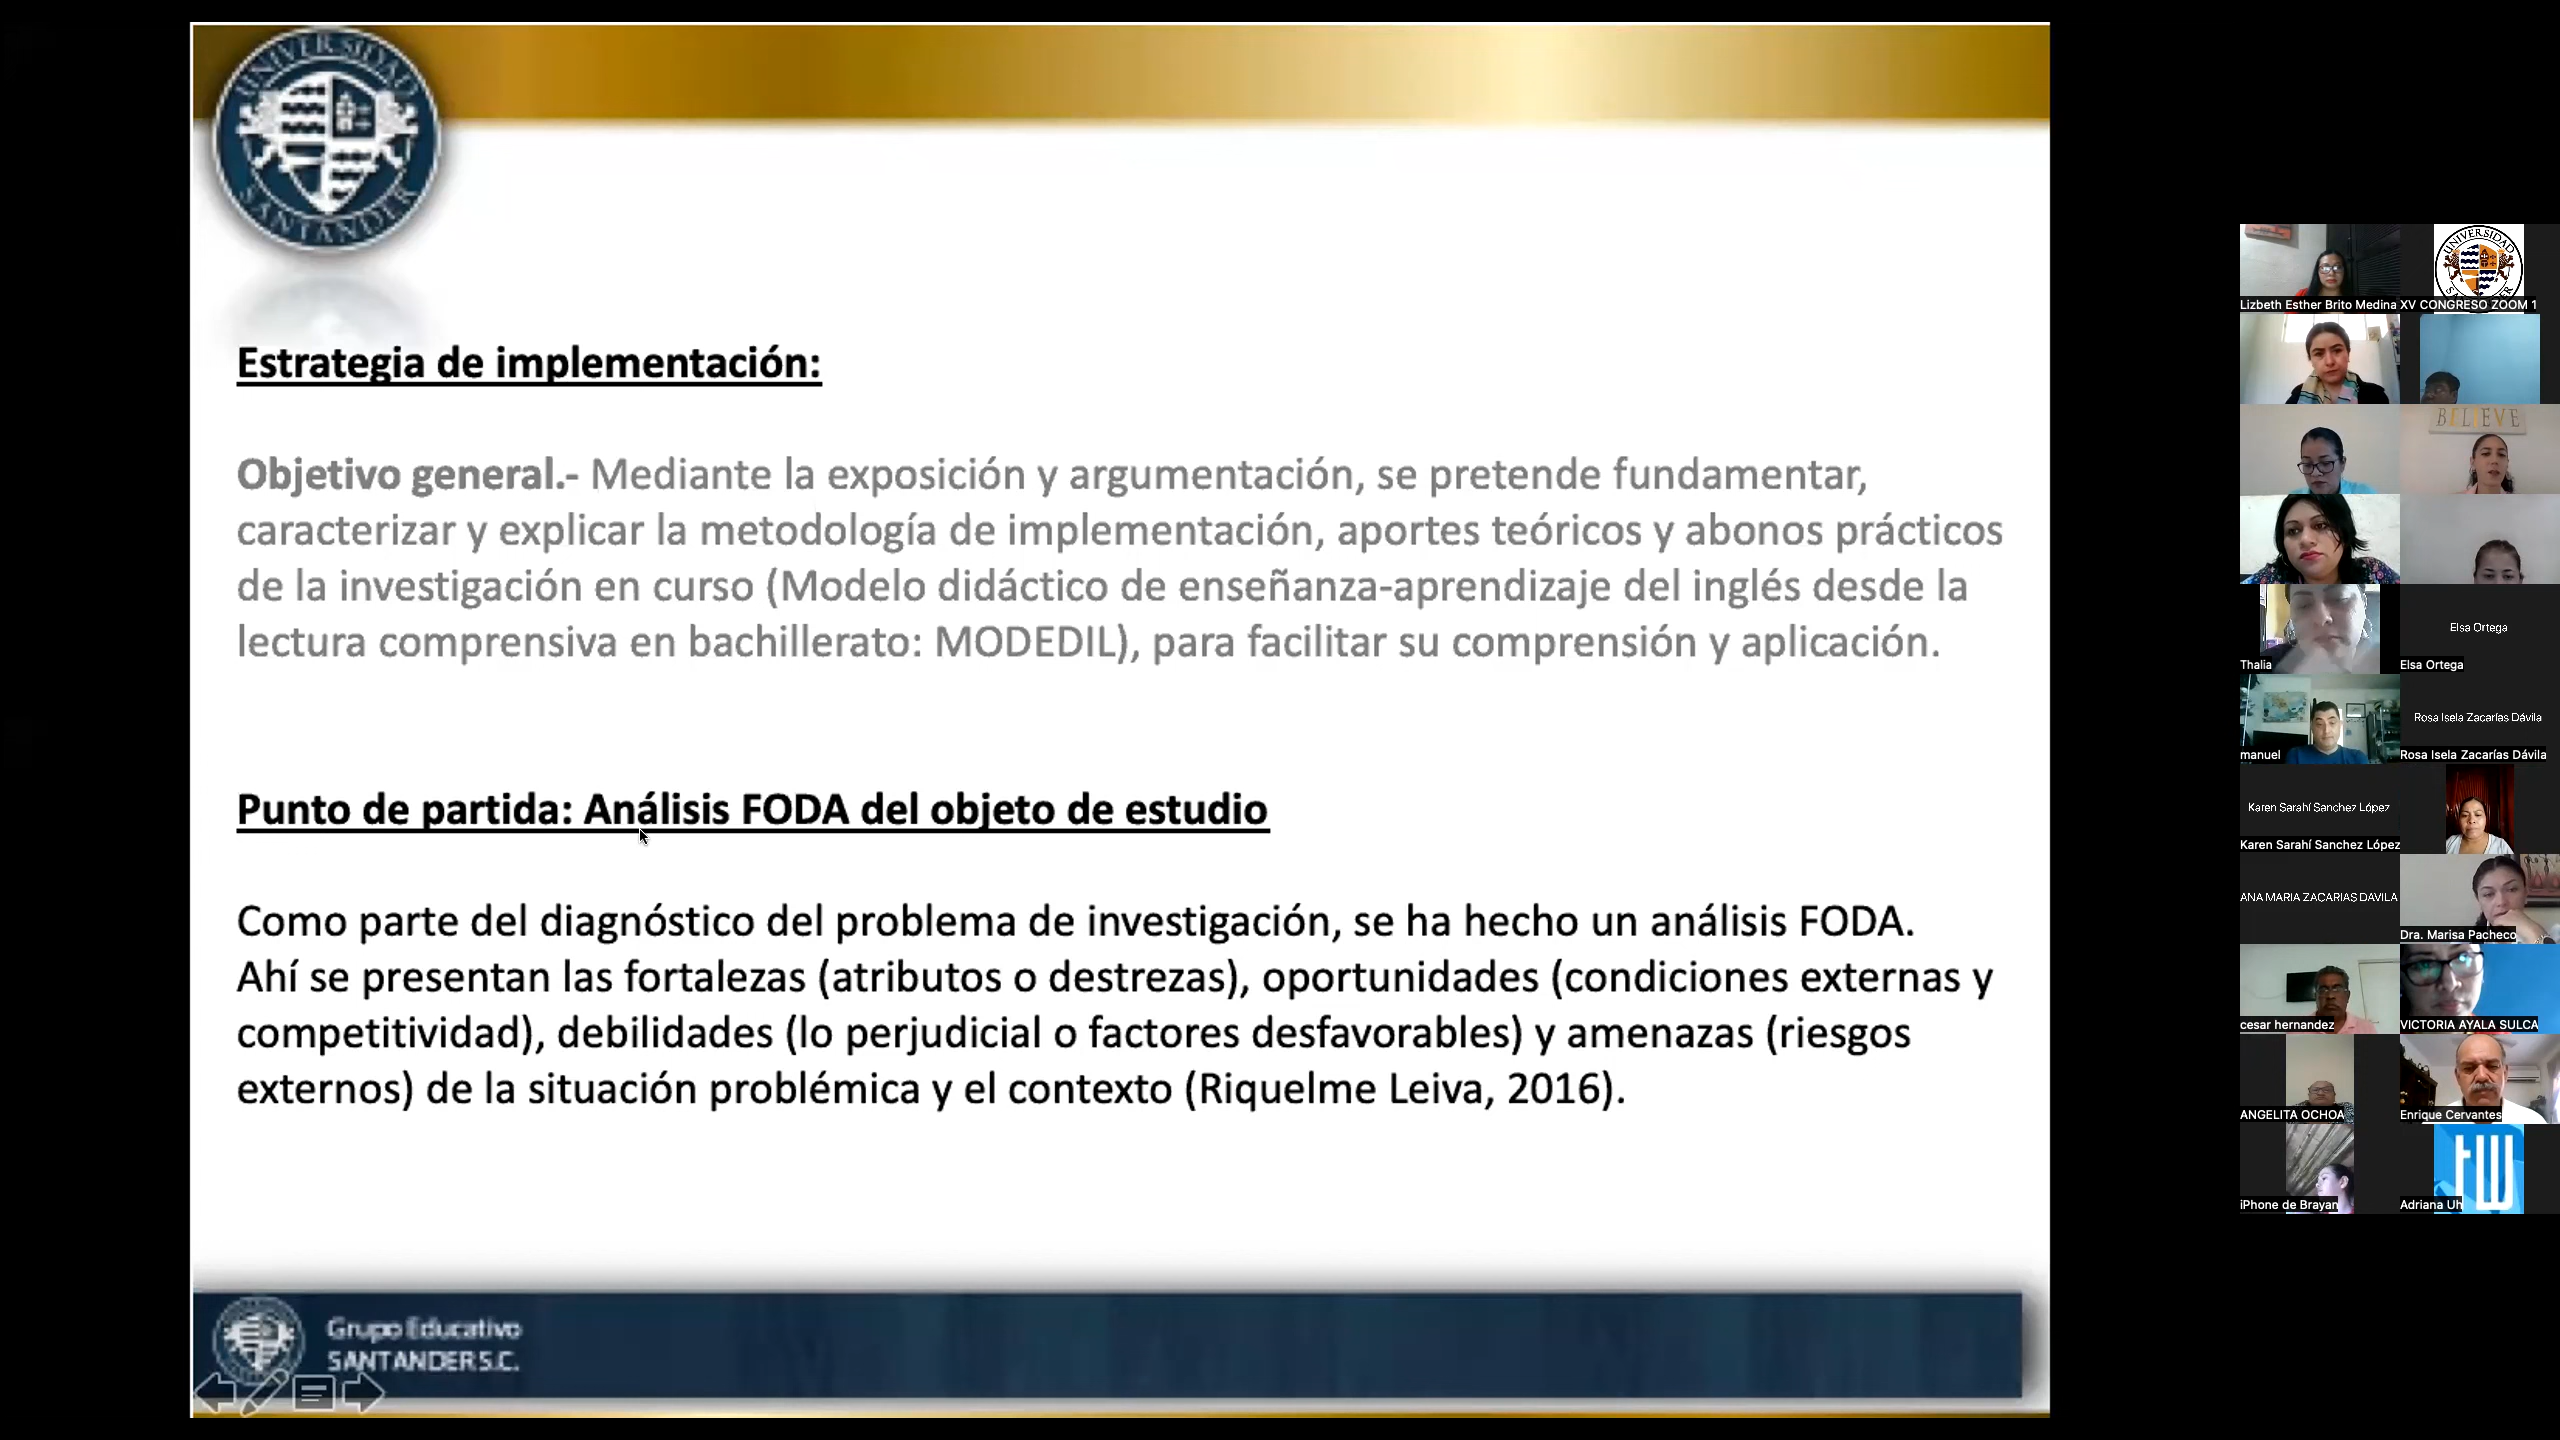 UNIVERSIDAD
SANTANDER
Estrategia de implementación:
Objetivo general.- Mediante la exposición y argumentación, se pretende fundamentar,
caracterizar y explicar la metodología de implementación, aportes teóricos y abonos prácticos
de la investigación en curso (Modelo didáctico de enseñanza-aprendizaje del inglés desde la
lectura comprensiva en bachillerato: MODEDIL), para facilitar su comprensión y aplicación.
Punto de partida: Análisis FODA del objeto de estudio
Como parte del diagnóstico del problema de investigación, se ha hecho un análisis FODA.
Ahí se presentan las fortalezas (atributos o destrezas), oportunidades (condiciones externas y
competitividad), debilidades (lo perjudicial o factores desfavorables) y amenazas (riesgos
externos) de la situación problémica y el contexto (Riquelme Leiva, 2016).
Grupo Educativo
SANTANDER S.C.
UNIVERSIDAD
Lizbeth Esther Brito Medina
XV CONGRESO ZOOM 1
BELIEVE
Thalia
Elsa Ortega
Elsa Ortega
manuel
Rosa Isela Zacarías Dávila
Rosa Isela Zacarías Dávila
Karen Sarahí Sanchez López
Karen Sarahí Sanchez López
ANA MARIA ZACARIAS DAVILA
Dra. Marisa Pacheco
cesar hernandez
VICTORIA AYALA SULCA
ANGELITA OCHOA
Enrique Cervantes
iPhone de Brayan
tw
Adriana Uh